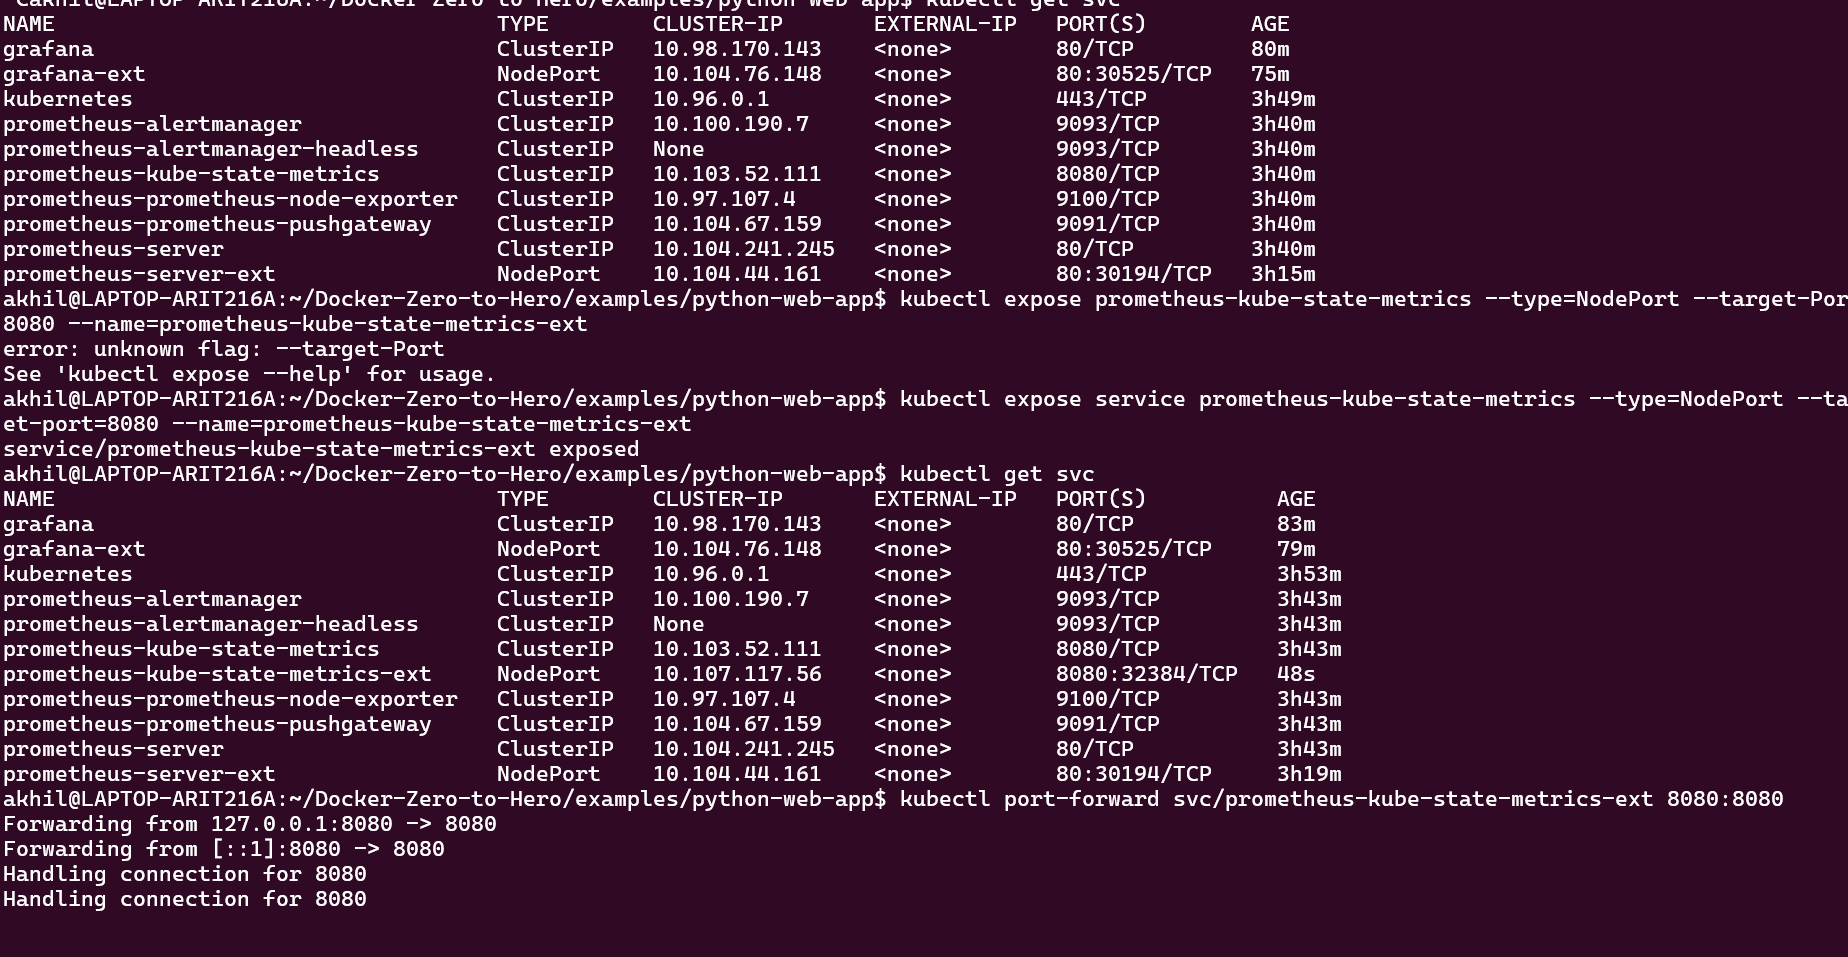 akhil@LAPTOP-ARIT216A:~/Docker-Zero-to-Hero/examples/python-web-app$ kubectl get svc
NAME TYPE CLUSTER-IP EXTERNAL-IP PORT(S) AGE
grafana ClusterIP 10.98.170.143 <none> 80/TCP 80m
grafana-ext NodePort 10.104.76.148 <none> 80:30525/TCP 75m
kubernetes ClusterIP 10.96.0.1 <none> 443/TCP 3h49m
prometheus-alertmanager ClusterIP 10.100.190.7 <none> 9093/TCP 3h40m
prometheus-alertmanager-headless ClusterIP None <none> 9093/TCP 3h40m
prometheus-kube-state-metrics ClusterIP 10.103.52.111 <none> 8080/TCP 3h40m
prometheus-prometheus-node-exporter ClusterIP 10.97.107.4 <none> 9100/TCP 3h40m
prometheus-prometheus-pushgateway ClusterIP 10.104.67.159 <none> 9091/TCP 3h40m
prometheus-server ClusterIP 10.104.241.245 <none> 80/TCP 3h40m
prometheus-server-ext NodePort 10.104.44.161 <none> 80:30194/TCP 3h15m
akhil@LAPTOP-ARIT216A:~/Docker-Zero-to-Hero/examples/python-web-app$ kubectl expose prometheus-kube-state-metrics --type=NodePort --target-Por
8080 --name=prometheus-kube-state-metrics-ext
error: unknown flag: --target-Port
See 'kubectl expose --help' for usage.
akhil@LAPTOP-ARIT216A:~/Docker-Zero-to-Hero/examples/python-web-app$ kubectl expose service prometheus-kube-state-metrics --type=NodePort --ta
et-port=8080 --name=prometheus-kube-state-metrics-ext
service/prometheus-kube-state-metrics-ext exposed
akhil@LAPTOP-ARIT216A:~/Docker-Zero-to-Hero/examples/python-web-app$ kubectl get svc
NAME TYPE CLUSTER-IP EXTERNAL-IP PORT(S) AGE
grafana ClusterIP 10.98.170.143 <none> 80/TCP 83m
grafana-ext NodePort 10.104.76.148 <none> 80:30525/TCP 79m
kubernetes ClusterIP 10.96.0.1 <none> 443/TCP 3h53m
prometheus-alertmanager ClusterIP 10.100.190.7 <none> 9093/TCP 3h43m
prometheus-alertmanager-headless ClusterIP None <none> 9093/TCP 3h43m
prometheus-kube-state-metrics ClusterIP 10.103.52.111 <none> 8080/TCP 3h43m
prometheus-kube-state-metrics-ext NodePort 10.107.117.56 <none> 8080:32384/TCP 48s
prometheus-prometheus-node-exporter ClusterIP 10.97.107.4 <none> 9100/TCP 3h43m
prometheus-prometheus-pushgateway ClusterIP 10.104.67.159 <none> 9091/TCP 3h43m
prometheus-server ClusterIP 10.104.241.245 <none> 80/TCP 3h43m
prometheus-server-ext NodePort 10.104.44.161 <none> 80:30194/TCP 3h19m
akhil@LAPTOP-ARIT216A:~/Docker-Zero-to-Hero/examples/python-web-app$ kubectl port-forward svc/prometheus-kube-state-metrics-ext 8080:8080
Forwarding from 127.0.0.1:8080 -> 8080
Forwarding from [::1]:8080 -> 8080
Handling connection for 8080
Handling connection for 8080